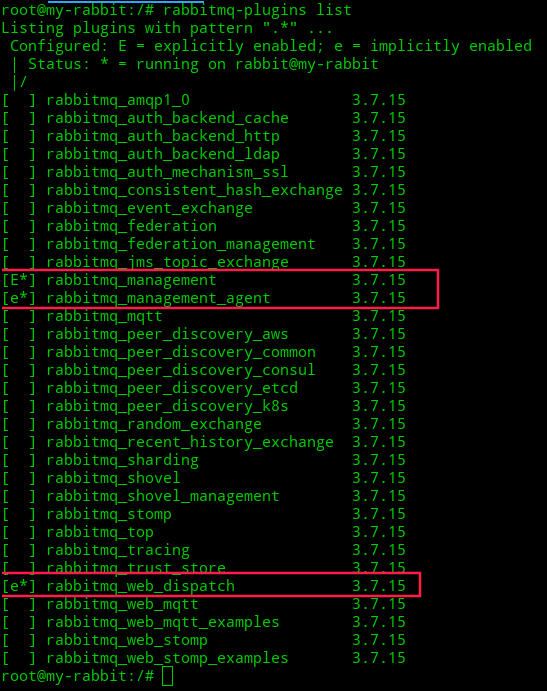 root@my-rabbit:/# rabbitmq-plugins list
Listing plugins with pattern ".*" ...
 Configured: E = explicitly enabled; e = implicitly enabled
 | Status: * = running on rabbit@my-rabbit
 |/
[  ] rabbitmq_amqp1_0                  3.7.15
[  ] rabbitmq_auth_backend_cache       3.7.15
[  ] rabbitmq_auth_backend_http        3.7.15
[  ] rabbitmq_auth_backend_ldap        3.7.15
[  ] rabbitmq_auth_mechanism_ssl       3.7.15
[  ] rabbitmq_consistent_hash_exchange 3.7.15
[  ] rabbitmq_event_exchange           3.7.15
[  ] rabbitmq_federation               3.7.15
[  ] rabbitmq_federation_management    3.7.15
[  ] rabbitmq_jms_topic_exchange       3.7.15
[E*] rabbitmq_management               3.7.15
[e*] rabbitmq_management_agent         3.7.15
[  ] rabbitmq_mqtt                     3.7.15
[  ] rabbitmq_peer_discovery_aws       3.7.15
[  ] rabbitmq_peer_discovery_common    3.7.15
[  ] rabbitmq_peer_discovery_consul    3.7.15
[  ] rabbitmq_peer_discovery_etcd      3.7.15
[  ] rabbitmq_peer_discovery_k8s       3.7.15
[  ] rabbitmq_random_exchange          3.7.15
[  ] rabbitmq_recent_history_exchange  3.7.15
[  ] rabbitmq_sharding                 3.7.15
[  ] rabbitmq_shovel                   3.7.15
[  ] rabbitmq_shovel_management        3.7.15
[  ] rabbitmq_stomp                    3.7.15
[  ] rabbitmq_top                      3.7.15
[  ] rabbitmq_tracing                  3.7.15
[  ] rabbitmq_trust_store              3.7.15
[e*] rabbitmq_web_dispatch             3.7.15
[  ] rabbitmq_web_mqtt                 3.7.15
[  ] rabbitmq_web_mqtt_examples        3.7.15
[  ] rabbitmq_web_stomp                3.7.15
[  ] rabbitmq_web_stomp_examples       3.7.15
root@my-rabbit:/#